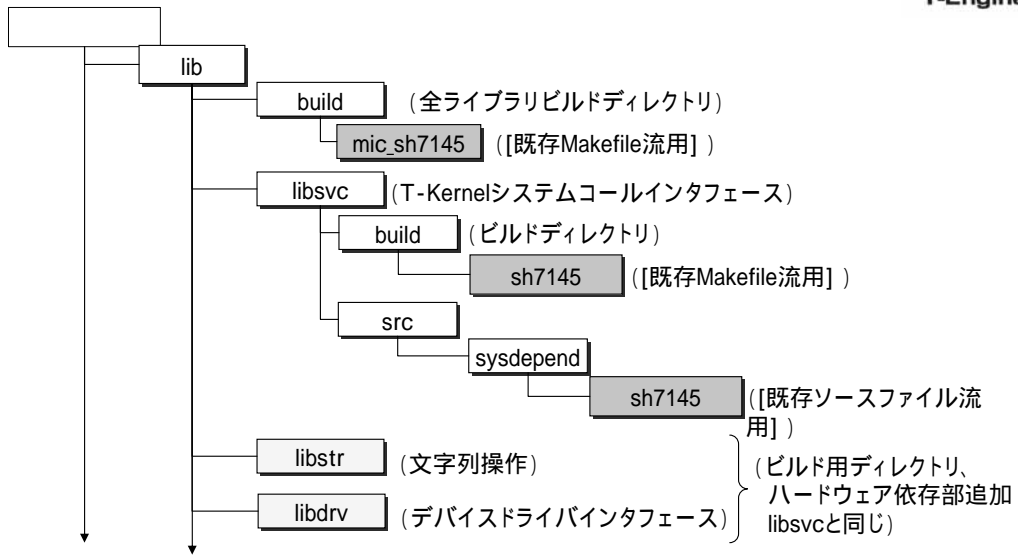 lib
build (全ライブラリビルドディレクトリ)
mic_sh7145 ([既存Makefile流用] )
libsvc (T-Kernelシステムコールインタフェース)
build (ビルドディレクトリ)
sh7145 ([既存Makefile流用] )
src
sysdepend
sh7145 ([既存ソースファイル流
用] )
libstr (文字列操作)
(ビルド用ディレクトリ、
ハードウェア依存部追加
libsvcと同じ)
libdrv (デバイスドライバインタフェース)